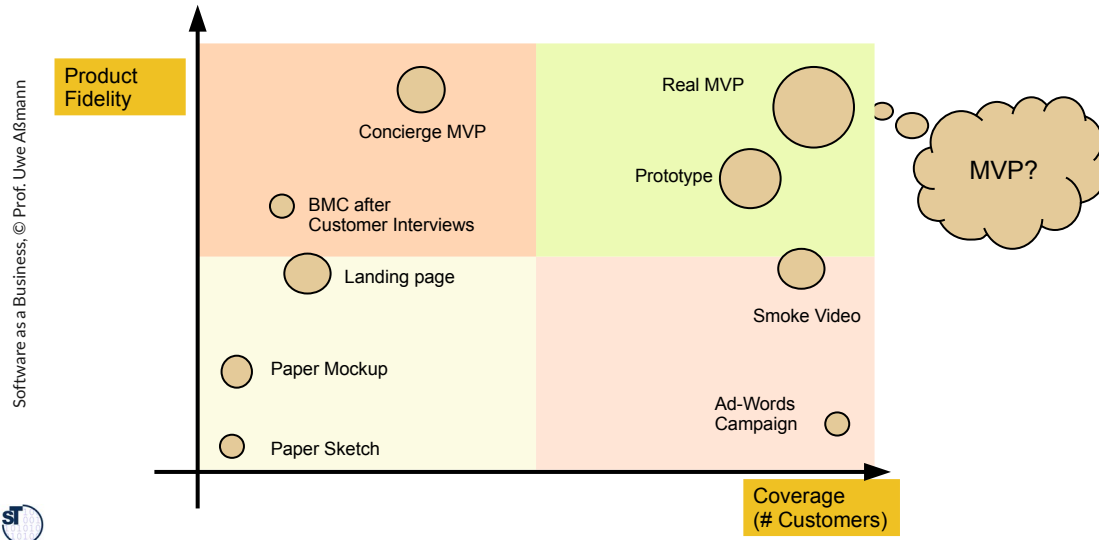 Product
Fidelity
Real MVP
Concierge MVP
MVP?
Prototype
BMC after
Customer Interviews
Landing page
Smoke Video
Paper Mockup
Ad-Words
Campaign
Paper Sketch
Coverage
(# Customers)
Software as a Business, © Prof. Uwe Aßmann
ST